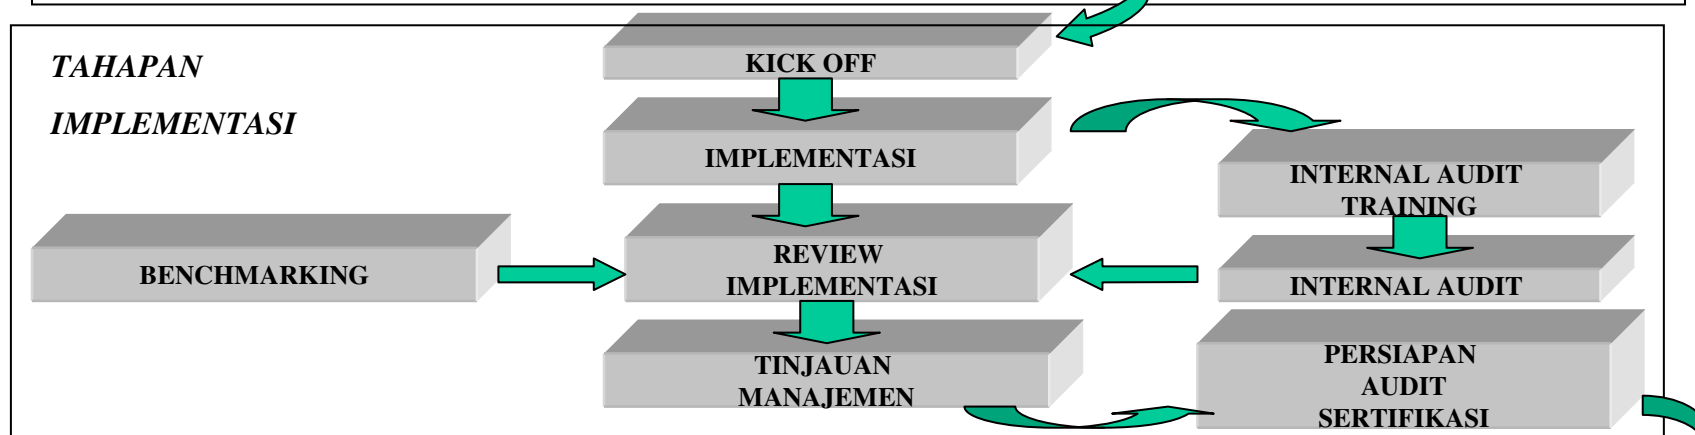 TAHAPAN
IMPLEMENTASI
KICK OFF
IMPLEMENTASI
INTERNAL AUDIT
TRAINING
BENCHMARKING
REVIEW
IMPLEMENTASI
INTERNAL AUDIT
TINJAUAN
MANAJEMEN
PERSIAPAN
AUDIT
SERTIFIKASI